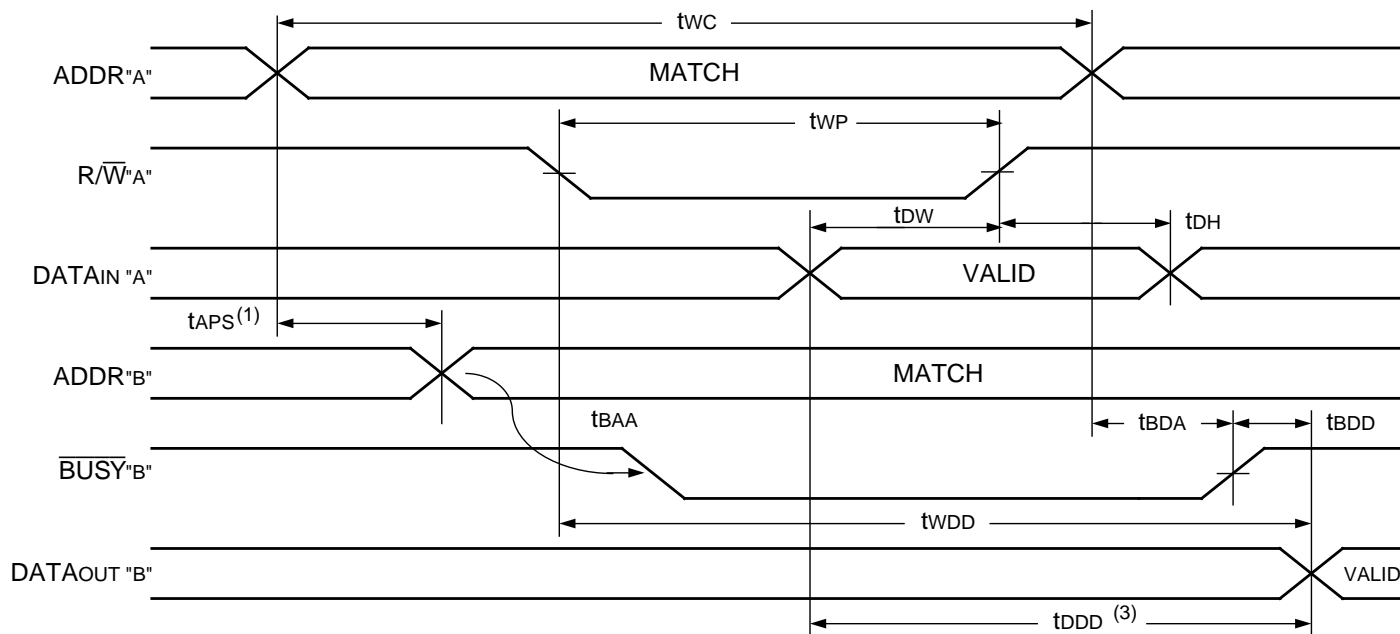 tWC
ADDR"A"
MATCH
tWP
R/W̅"A"
tDW
tDH
DATAIN "A"
VALID
tAPS(1)
ADDR"B"
MATCH
tBAA
tBDA
tBDD
B̅U̅S̅Y̅"B"
tWDD
DATAOUT "B"
VALID
tDDD (3)